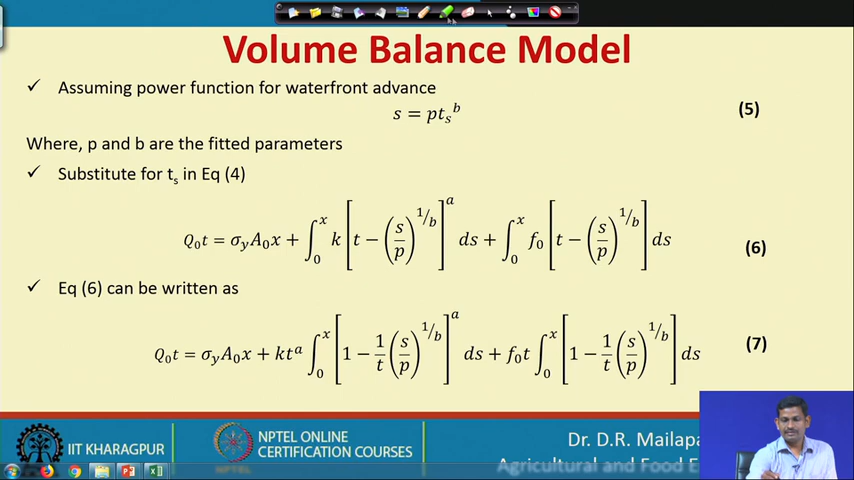 Volume Balance Model
✓ Assuming power function for waterfront advance
s = pt_s^b (5)
Where, p and b are the fitted parameters
✓ Substitute for t_s in Eq (4)
Q_0t = σ_yA_0x + ∫_0^x k[t − (s/p)^{1/b}]^a ds + ∫_0^x f_0[t − (s/p)^{1/b}] ds (6)
✓ Eq (6) can be written as
Q_0t = σ_yA_0x + kt^a ∫_0^x [1 − 1/t (s/p)^{1/b}]^a ds + f_0t ∫_0^x [1 − 1/t (s/p)^{1/b}] ds (7)
IIT KHARAGPUR
NPTEL ONLINE
CERTIFICATION COURSES
Dr. D.R. Mailapa
Agricultural and Food E